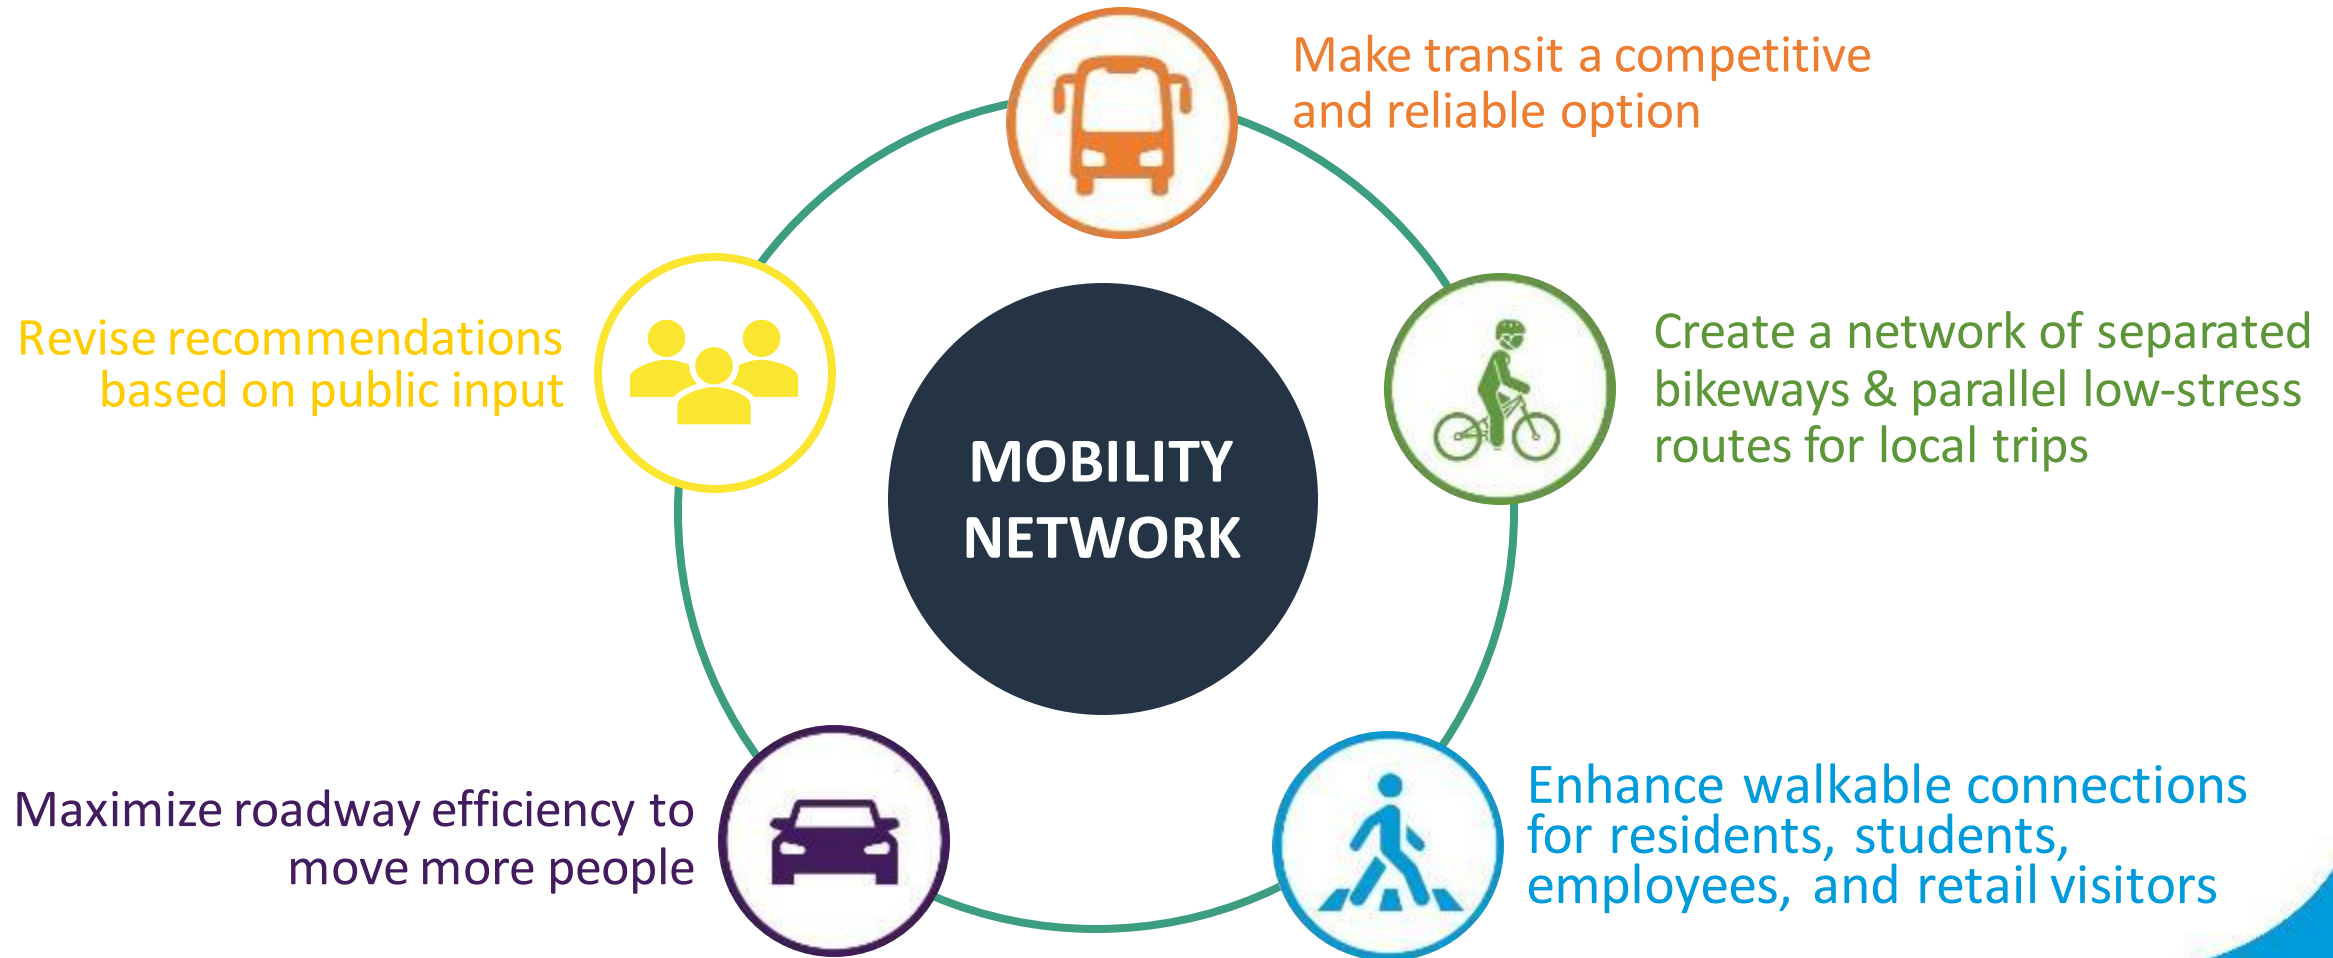 Make transit a competitive
and reliable option
Create a network of separated
bikeways & parallel low-stress
routes for local trips
Enhance walkable connections
for residents, students,
employees, and retail visitors
Maximize roadway efficiency to
move more people
Revise recommendations
based on public input
MOBILITY
NETWORK